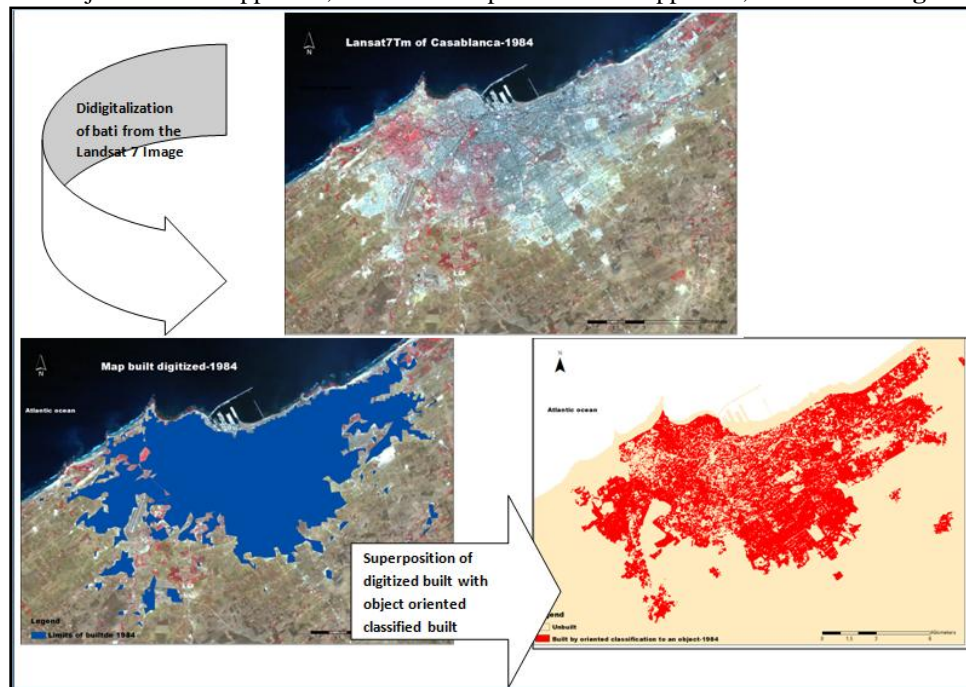 Lansat7Tm of Casablanca-1984
N
Didigitalization
of bati from the
Landsat 7 Image
Map built digitized-1984
N
Atlantic ocean
Legend
Limits of builtde 1984
Superposition of
digitized built with
object oriented
classified built
N
Atlantic ocean
egend
Unbuilt
Built by oriented classification to an object-1984